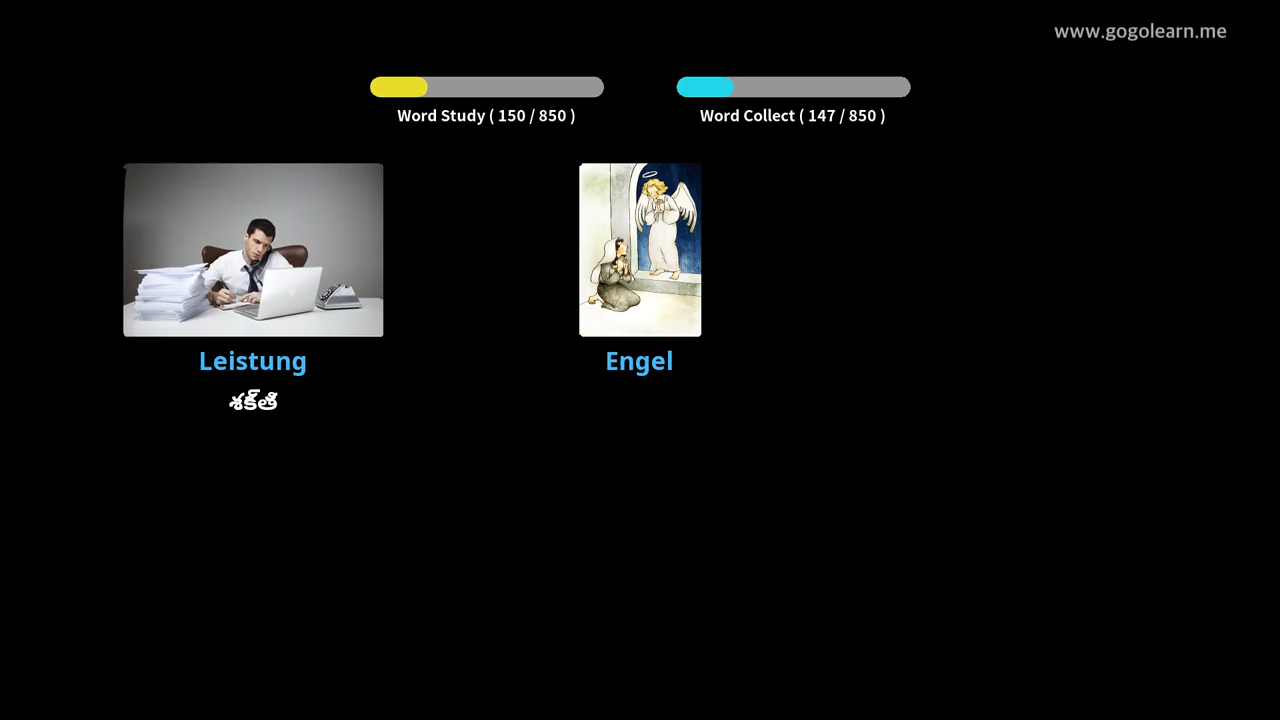 www.gogolearn.me
Word Study ( 150 / 850 )
Word Collect ( 147 / 850 )
Leistung
Engel
శక్తి